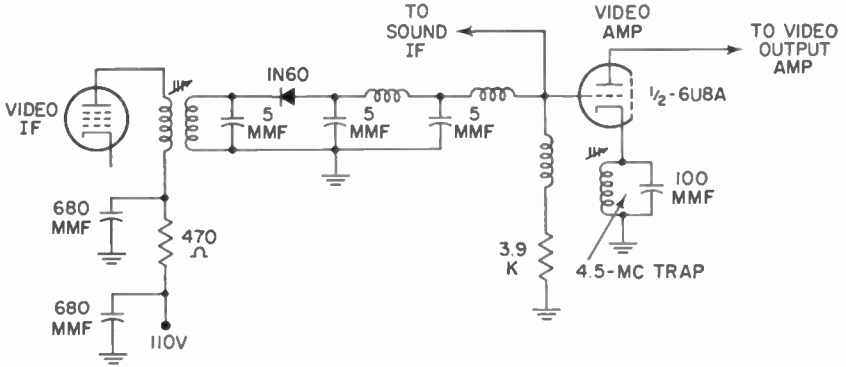 TO
SOUND
IF
VIDEO
AMP
TO VIDEO
OUTPUT
AMP
1N60
½-6U8A
VIDEO
IF
5
MMF
5
MMF
5
MMF
100
MMF
680
MMF
470
Ω
3.9
K
4.5-MC TRAP
680
MMF
110V